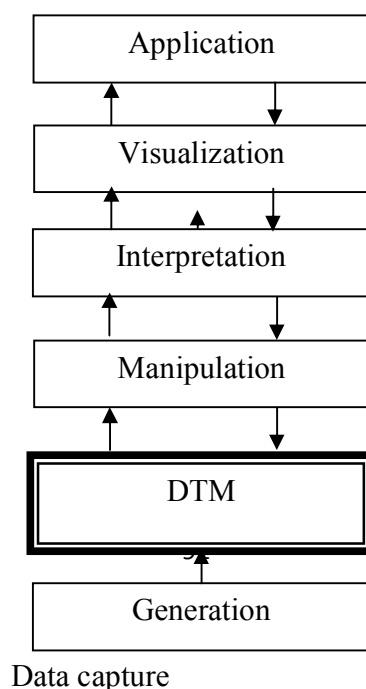 Application
Visualization
Interpretation
Manipulation
DTM
Generation
Data capture